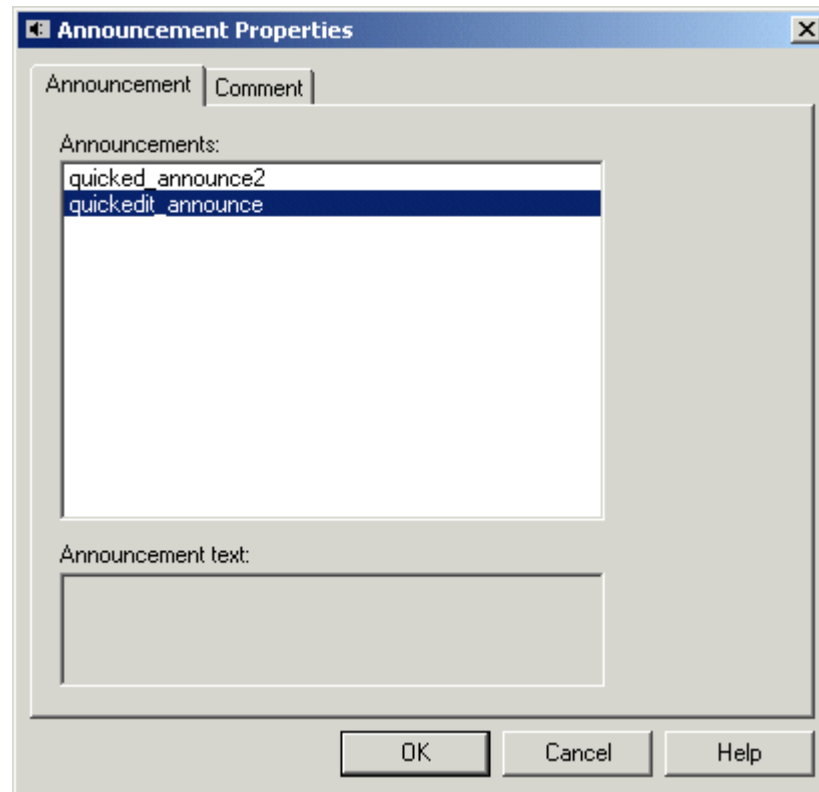 Announcement Properties
Announcement
Comment
Announcements:
quicked_announce2
quickedit_announce
Announcement text:
OK
Cancel
Help